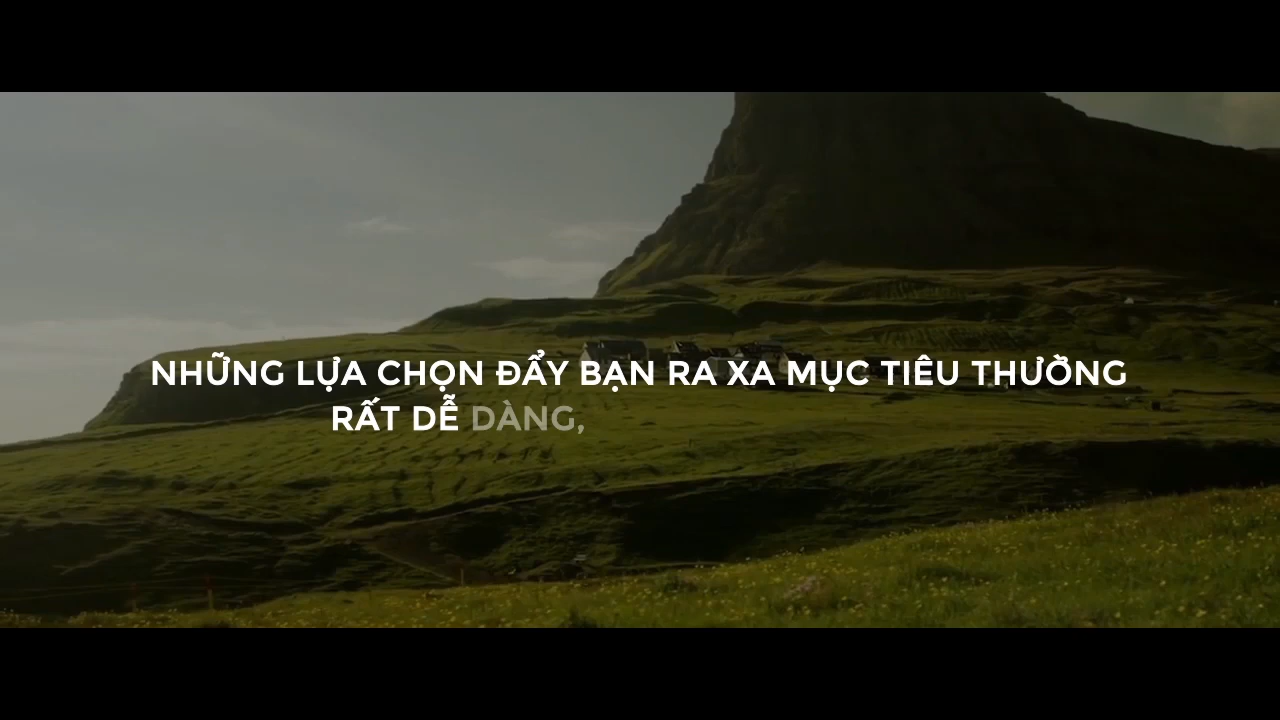 NHỮNG LỰA CHỌN ĐẨY BẠN RA XA MỤC TIÊU THƯỜNG
RẤT DỄ DÀNG,